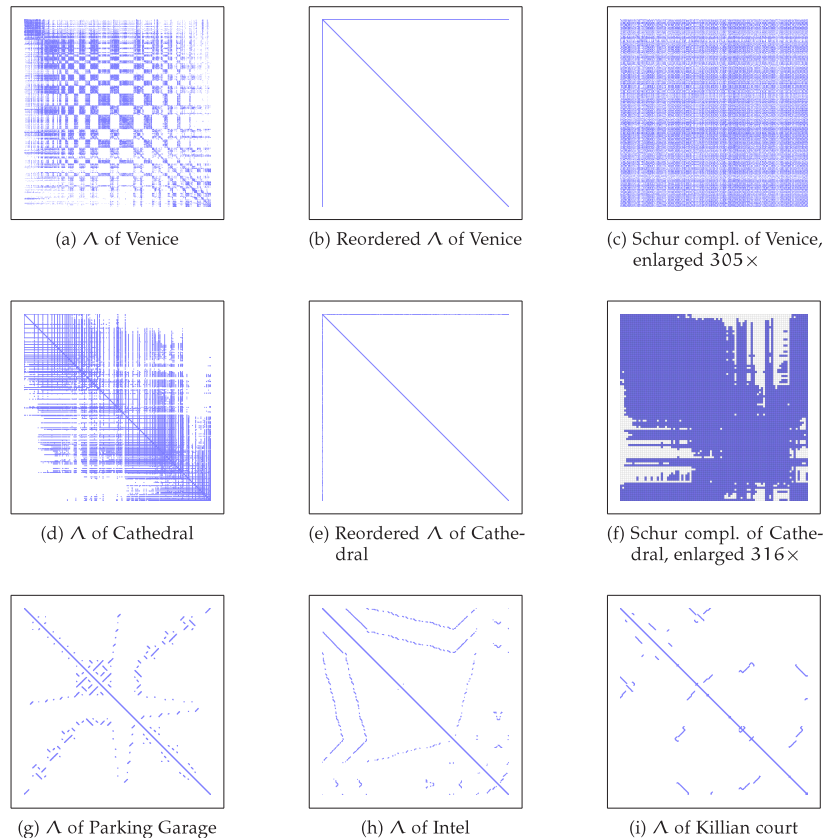 (a) Λ of Venice
(b) Reordered Λ of Venice
(c) Schur compl. of Venice,
enlarged 305×
(d) Λ of Cathedral
(e) Reordered Λ of Cathe-
dral
(f) Schur compl. of Cathe-
dral, enlarged 316×
(g) Λ of Parking Garage
(h) Λ of Intel
(i) Λ of Killian court